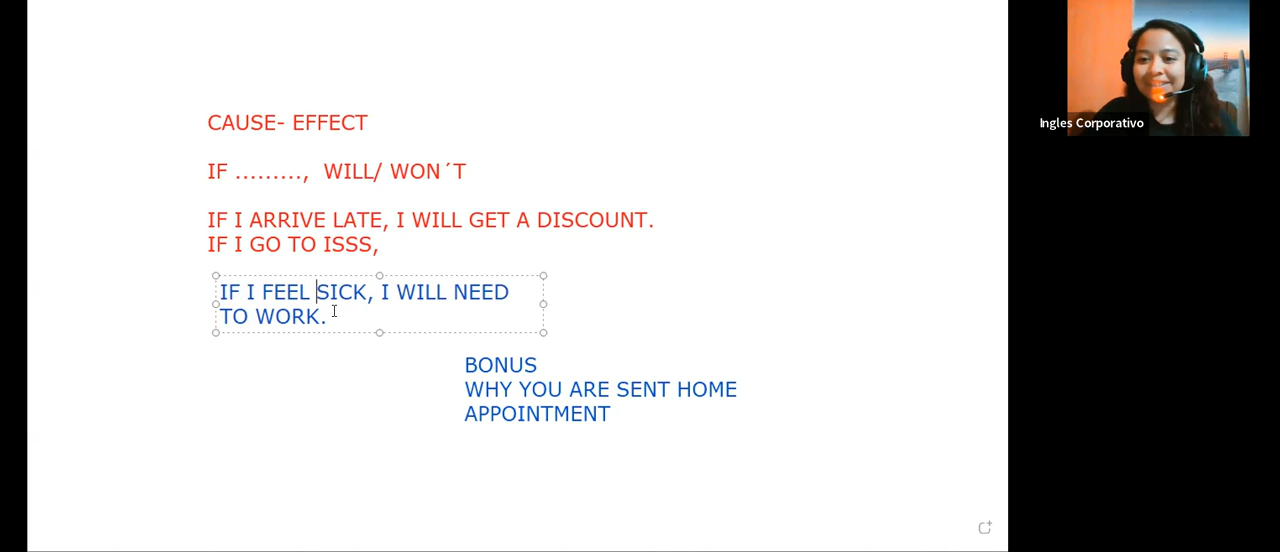 CAUSE- EFFECT
IF ........., WILL/ WON´T
IF I ARRIVE LATE, I WILL GET A DISCOUNT.
IF I GO TO ISSS,
IF I FEEL SICK, I WILL NEED
TO WORK.
BONUS
WHY YOU ARE SENT HOME
APPOINTMENT
Ingles Corporativo